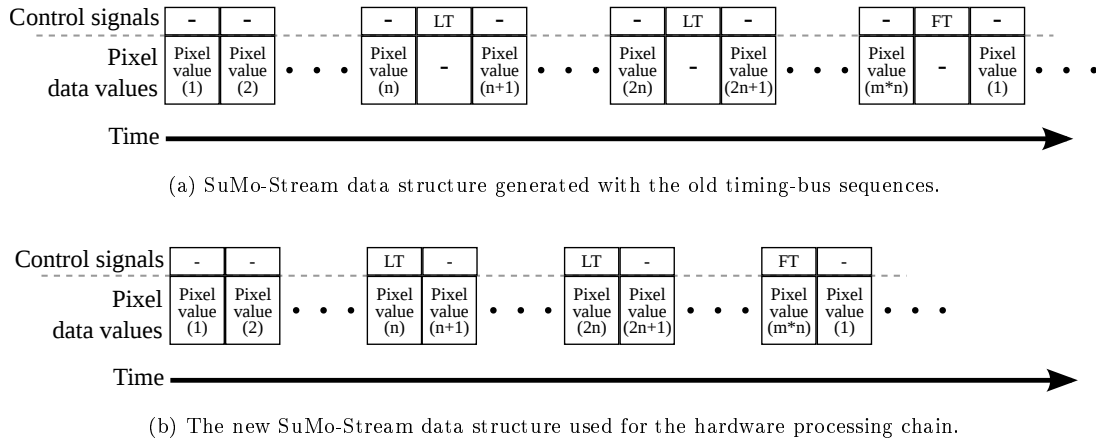 Control signals - - - LT - - LT - - FT -
Pixel data values Pixel value (1) Pixel value (2) • • • Pixel value (n) - Pixel value (n+1) • • • Pixel value (2n) - Pixel value (2n+1) • • • Pixel value (m*n) - Pixel value (1) • • •
Time
(a) SuMo-Stream data structure generated with the old timing-bus sequences.
Control signals - - LT - LT - FT -
Pixel data values Pixel value (1) Pixel value (2) • • • Pixel value (n) Pixel value (n+1) • • • Pixel value (2n) Pixel value (2n+1) • • • Pixel value (m*n) Pixel value (1) • • •
Time
(b) The new SuMo-Stream data structure used for the hardware processing chain.